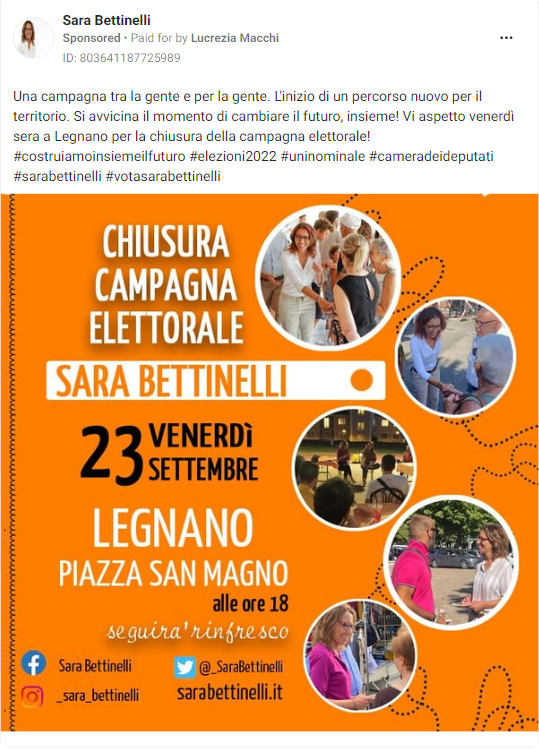 Sara Bettinelli
Sponsored • Paid for by Lucrezia Macchi
ID: 803641187725989
Una campagna tra la gente e per la gente. L'inizio di un percorso nuovo per il
territorio. Si avvicina il momento di cambiare il futuro, insieme! Vi aspetto venerdì
sera a Legnano per la chiusura della campagna elettorale!
#costruiamoinsiemeilfuturo #elezioni2022 #uninominale #cameradeideputati
#sarabettinelli #votasarabettinelli
CHIUSURA
CAMPAGNA
ELETTORALE
SARA BETTINELLI
23 VENERDÌ
SETTEMBRE
LEGNANO
PIAZZA SAN MAGNO
alle ore 18
seguira' rinfresco
Sara Bettinelli
@_SaraBettinelli
_sara_bettinelli
sarabettinelli.it